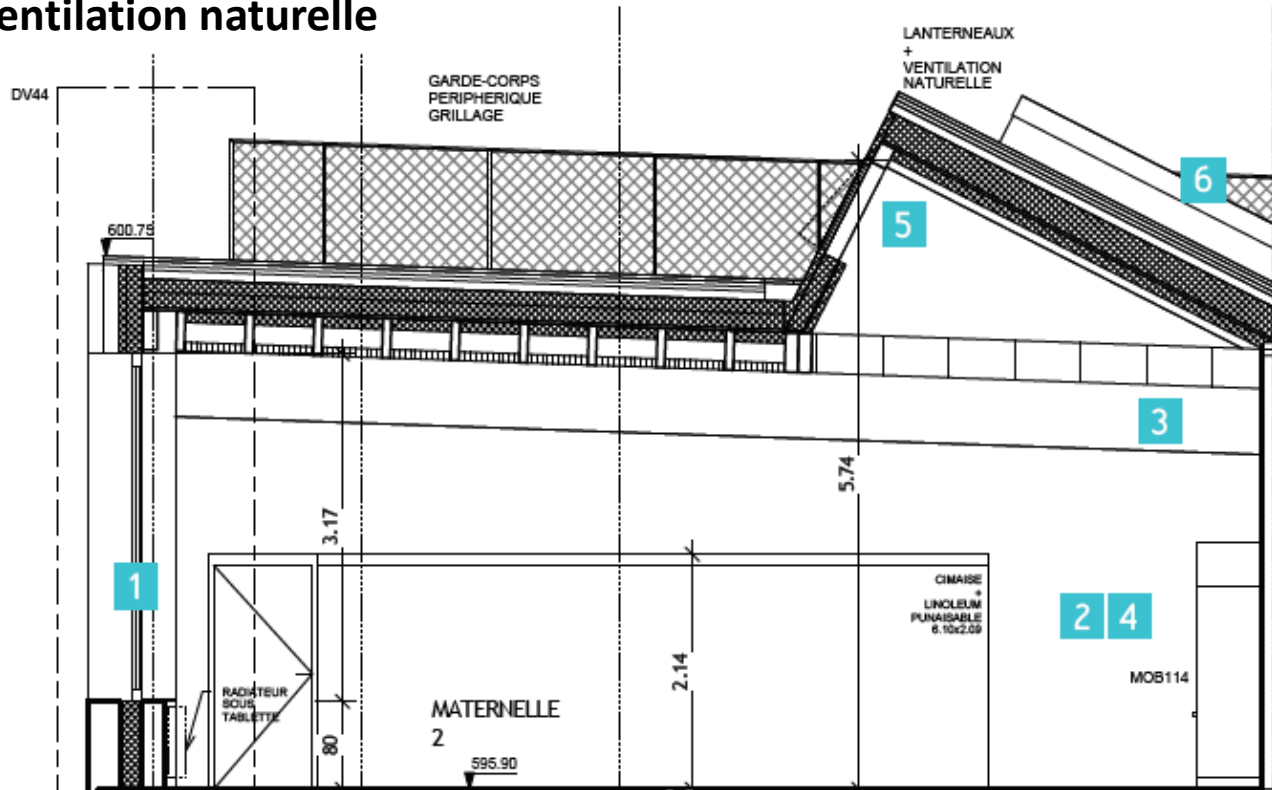 entilation naturelle
LANTERNEAUX
+
VENTILATION
NATURELLE
GARDE-CORPS
PERIPHERIQUE
GRILLAGE
DV44
6
5
600.75
3
5.74
3.17
1
CIMAISE
+
LINOLEUM
PUNAISABLE
6.10x2.09
2 4
2.14
MOB114
RADIATEUR
SOUS
TABLETTE
MATERNELLE
2
80
595.90